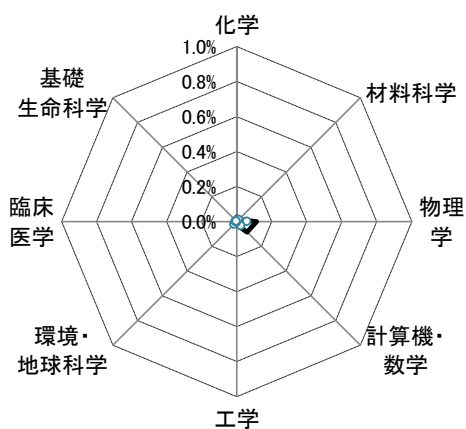 化学
1.0%
0.8%
0.6%
0.4%
0.2%
0.0%
材料科学
物理
学
計算機・
数学
工学
環境・
地球科学
臨床
医学
基礎
生命科学